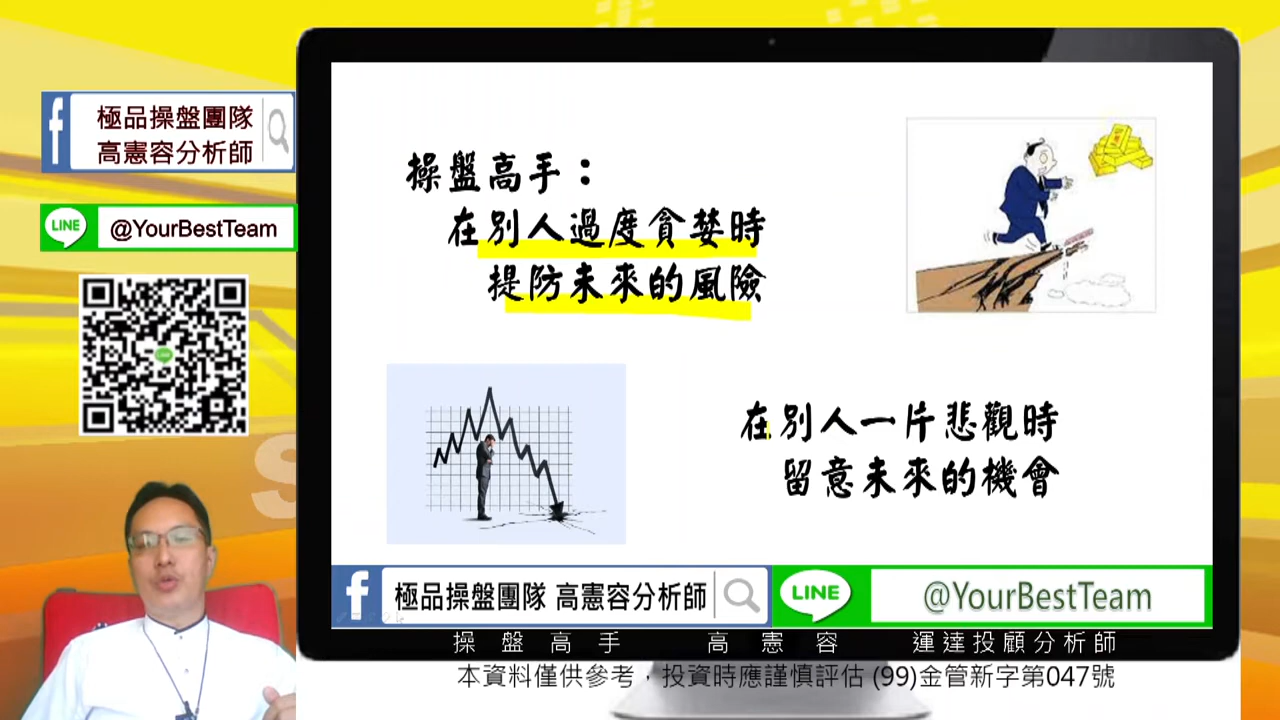 極品操盤團隊
高憲容分析師
LINE
@YourBestTeam
LINE
操盤高手：
在別人過度貪婪時
提防未來的風險
在別人一片悲觀時
留意未來的機會
極品操盤團隊 高憲容分析師
LINE
@YourBestTeam
操盤高手 高憲容 運達投顧分析師
本資料僅供參考，投資時應謹慎評估 (99)金管新字第047號